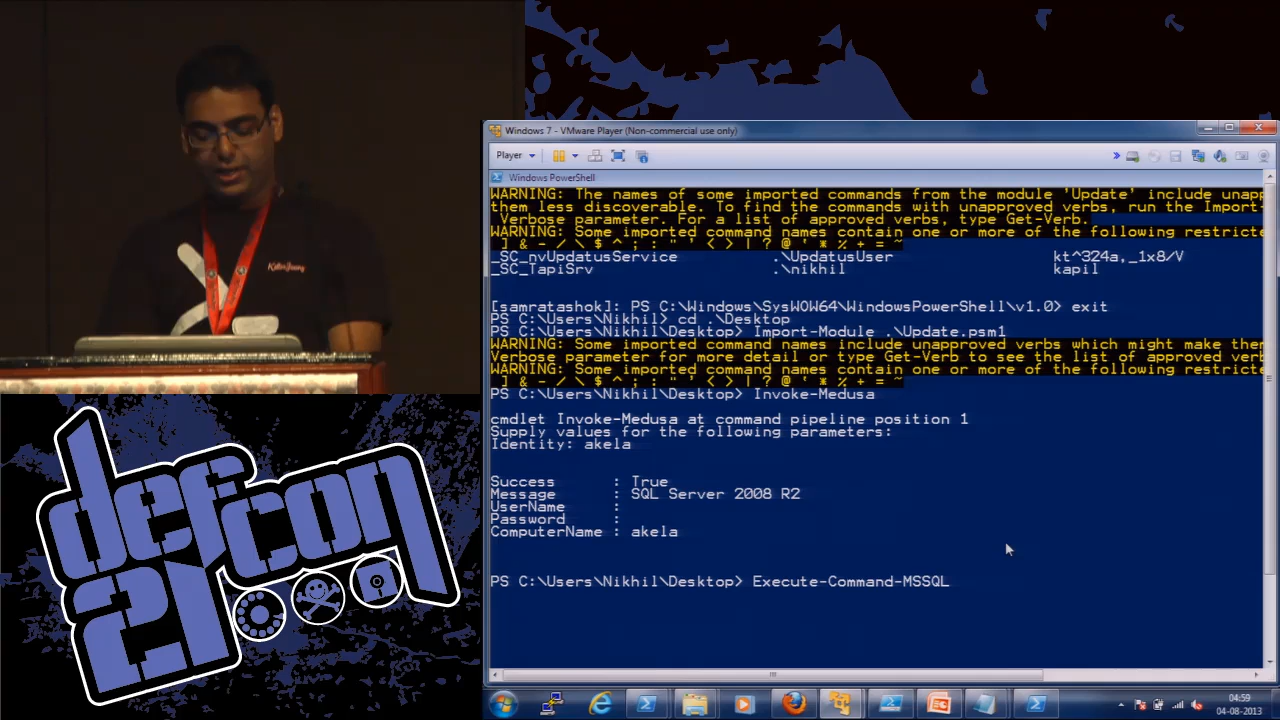 Windows 7 - VMware Player (Non-commercial use only)
Player
Windows PowerShell
WARNING: The names of some imported commands from the module 'Update' include unapp
them less discoverable. To find the commands with unapproved verbs, run the Import-
Verbose parameter. For a list of approved verbs, type Get-Verb.
WARNING: Some imported command names contain one or more of the following restricte
] & - / \ $ ^ ; : " ' < > | ? @ ` * % + = ~
_SC_nvUpdatusService .\UpdatusUser kt^324a,_1x8/V
_SC_TapiSrv .\nikhil kapil
[samratashok]: PS C:\Windows\SysWOW64\WindowsPowerShell\v1.0> exit
PS C:\Users\Nikhil> cd .\Desktop
PS C:\Users\Nikhil\Desktop> Import-Module .\Update.psm1
WARNING: Some imported command names include unapproved verbs which might make them
Verbose parameter for more detail or type Get-Verb to see the list of approved verb
WARNING: Some imported command names contain one or more of the following restricte
] & - / \ $ ^ ; : " ' < > | ? @ ` * % + = ~
PS C:\Users\Nikhil\Desktop> Invoke-Medusa
cmdlet Invoke-Medusa at command pipeline position 1
Supply values for the following parameters:
Identity: akela
Success : True
Message : SQL Server 2008 R2
UserName :
Password :
ComputerName : akela
PS C:\Users\Nikhil\Desktop> Execute-Command-MSSQL
04:59
04-08-2013
defcon
21